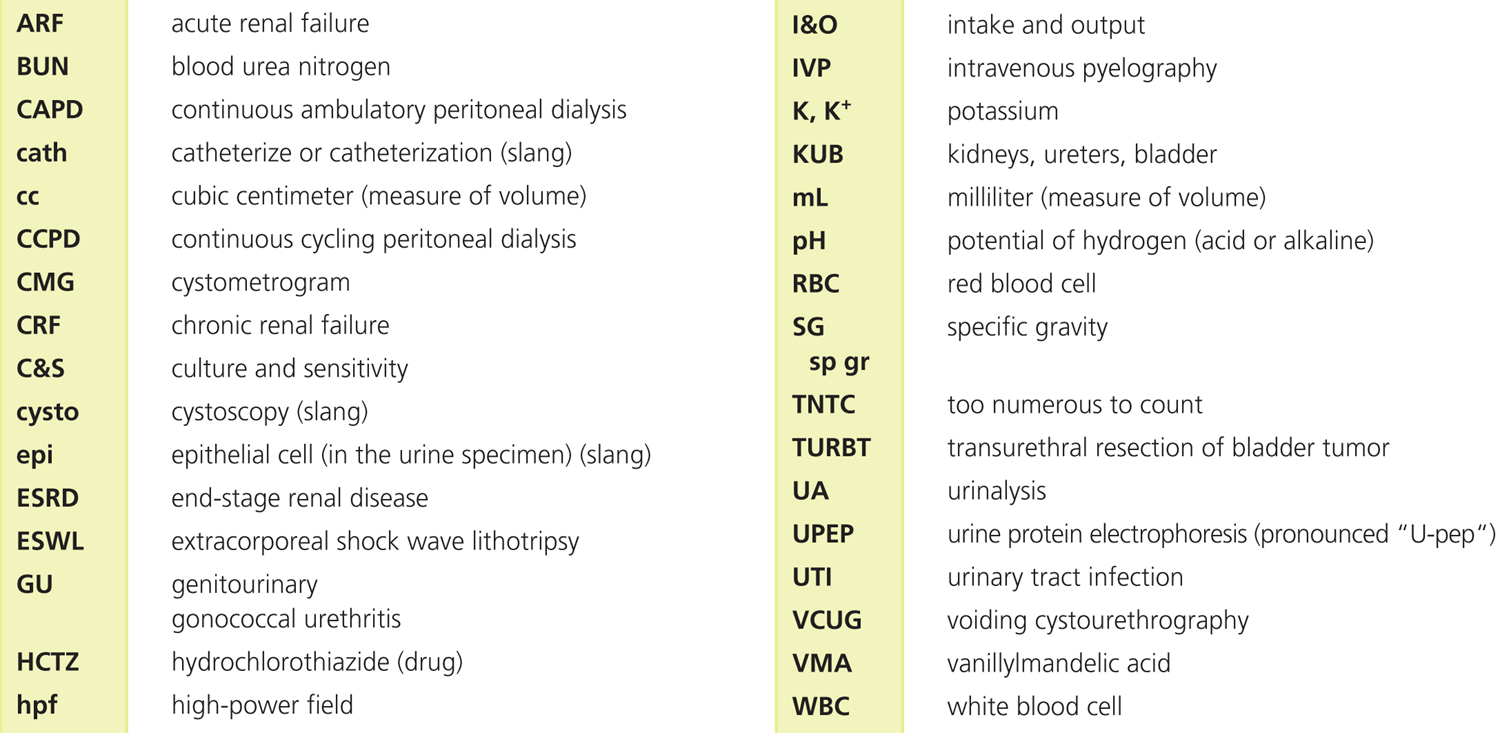 ARF acute renal failure
BUN blood urea nitrogen
CAPD continuous ambulatory peritoneal dialysis
cath catheterize or catheterization (slang)
cc cubic centimeter (measure of volume)
CCPD continuous cycling peritoneal dialysis
CMG cystometrogram
CRF chronic renal failure
C&S culture and sensitivity
cysto cystoscopy (slang)
epi epithelial cell (in the urine specimen) (slang)
ESRD end-stage renal disease
ESWL extracorporeal shock wave lithotripsy
GU genitourinary
gonococcal urethritis
HCTZ hydrochlorothiazide (drug)
hpf high-power field
I&O intake and output
IVP intravenous pyelography
K, K⁺ potassium
KUB kidneys, ureters, bladder
mL milliliter (measure of volume)
pH potential of hydrogen (acid or alkaline)
RBC red blood cell
SG specific gravity
sp gr
TNTC too numerous to count
TURBT transurethral resection of bladder tumor
UA urinalysis
UPEP urine protein electrophoresis (pronounced “U-pep“)
UTI urinary tract infection
VCUG voiding cystourethrography
VMA vanillylmandelic acid
WBC white blood cell